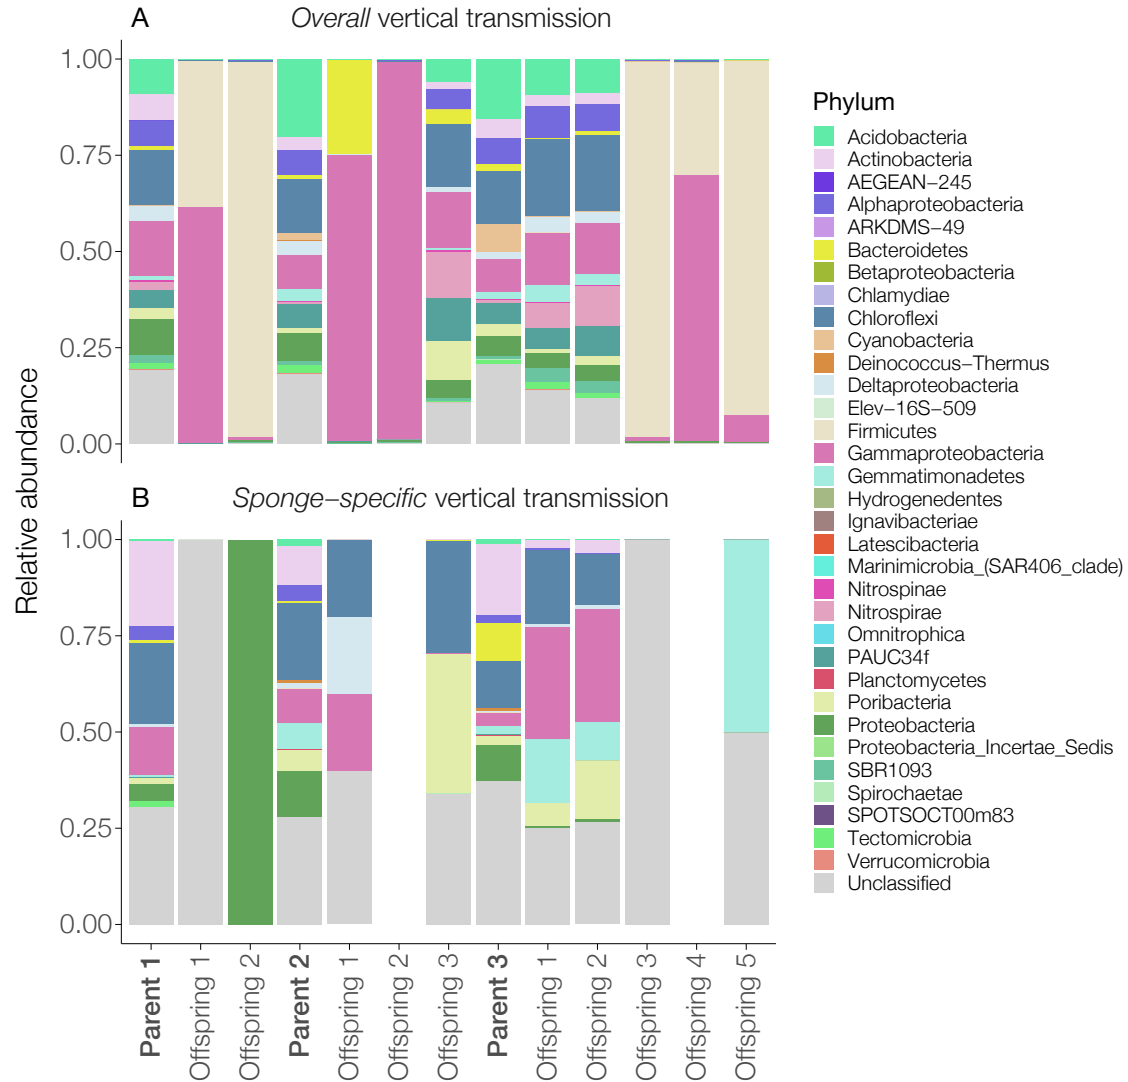 A
Overall vertical transmission
1.00
0.75
0.50
0.25
0.00
B
Sponge−specific vertical transmission
1.00
0.75
0.50
0.25
0.00
Relative abundance
Parent 1
Offspring 1
Offspring 2
Parent 2
Offspring 1
Offspring 2
Offspring 3
Parent 3
Offspring 1
Offspring 2
Offspring 3
Offspring 4
Offspring 5
Phylum
Acidobacteria
Actinobacteria
AEGEAN−245
Alphaproteobacteria
ARKDMS−49
Bacteroidetes
Betaproteobacteria
Chlamydiae
Chloroflexi
Cyanobacteria
Deinococcus−Thermus
Deltaproteobacteria
Elev−16S−509
Firmicutes
Gammaproteobacteria
Gemmatimonadetes
Hydrogenedentes
Ignavibacteriae
Latescibacteria
Marinimicrobia_(SAR406_clade)
Nitrospinae
Nitrospirae
Omnitrophica
PAUC34f
Planctomycetes
Poribacteria
Proteobacteria
Proteobacteria_Incertae_Sedis
SBR1093
Spirochaetae
SPOTSOCT00m83
Tectomicrobia
Verrucomicrobia
Unclassified